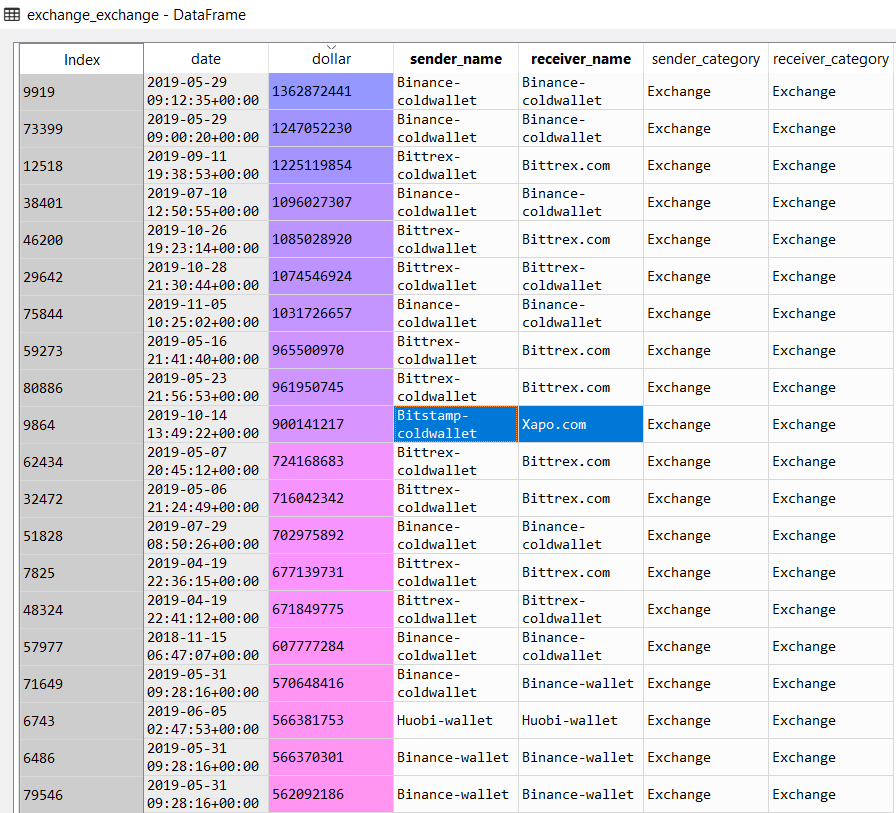 exchange_exchange - DataFrame
Index date dollar sender_name receiver_name sender_category receiver_category
9919 2019-05-29 09:12:35+00:00 1362872441 Binance-coldwallet Binance-coldwallet Exchange Exchange
73399 2019-05-29 09:00:20+00:00 1247052230 Binance-coldwallet Binance-coldwallet Exchange Exchange
12518 2019-09-11 19:38:53+00:00 1225119854 Bittrex-coldwallet Bittrex.com Exchange Exchange
38401 2019-07-10 12:50:55+00:00 1096027307 Binance-coldwallet Binance-coldwallet Exchange Exchange
46200 2019-10-26 19:23:14+00:00 1085028920 Bittrex-coldwallet Bittrex.com Exchange Exchange
29642 2019-10-28 21:30:44+00:00 1074546924 Bittrex-coldwallet Bittrex-coldwallet Exchange Exchange
75844 2019-11-05 10:25:02+00:00 1031726657 Binance-coldwallet Binance-coldwallet Exchange Exchange
59273 2019-05-16 21:41:40+00:00 965500970 Bittrex-coldwallet Bittrex.com Exchange Exchange
80886 2019-05-23 21:56:53+00:00 961950745 Bittrex-coldwallet Bittrex.com Exchange Exchange
9864 2019-10-14 13:49:22+00:00 900141217 Bitstamp-coldwallet Xapo.com Exchange Exchange
62434 2019-05-07 20:45:12+00:00 724168683 Bittrex-coldwallet Bittrex.com Exchange Exchange
32472 2019-05-06 21:24:49+00:00 716042342 Bittrex-coldwallet Bittrex.com Exchange Exchange
51828 2019-07-29 08:50:26+00:00 702975892 Binance-coldwallet Binance-coldwallet Exchange Exchange
7825 2019-04-19 22:36:15+00:00 677139731 Bittrex-coldwallet Bittrex.com Exchange Exchange
48324 2019-04-19 22:41:12+00:00 671849775 Bittrex-coldwallet Bittrex-coldwallet Exchange Exchange
57977 2018-11-15 06:47:07+00:00 607777284 Binance-coldwallet Binance-coldwallet Exchange Exchange
71649 2019-05-31 09:28:16+00:00 570648416 Binance-coldwallet Binance-wallet Exchange Exchange
6743 2019-06-05 02:47:53+00:00 566381753 Huobi-wallet Huobi-wallet Exchange Exchange
6486 2019-05-31 09:28:16+00:00 566370301 Binance-wallet Binance-wallet Exchange Exchange
79546 2019-05-31 09:28:16+00:00 562092186 Binance-wallet Binance-wallet Exchange Exchange